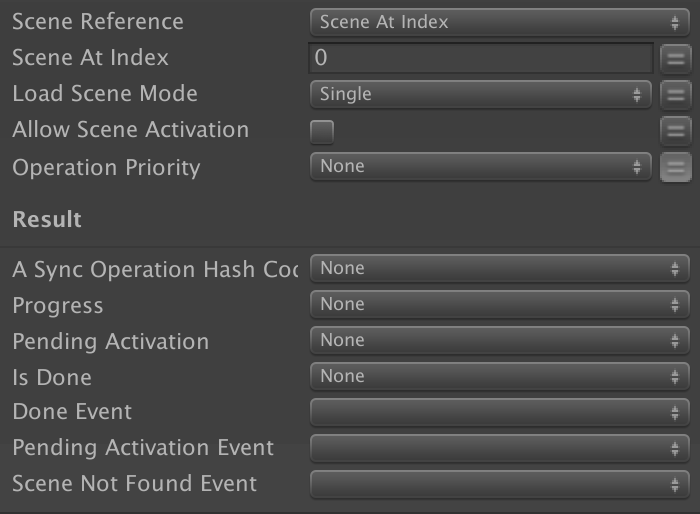 Scene Reference Scene At Index
Scene At Index 0
Load Scene Mode Single
Allow Scene Activation
Operation Priority None
Result
A Sync Operation Hash Coc None
Progress None
Pending Activation None
Is Done None
Done Event
Pending Activation Event
Scene Not Found Event